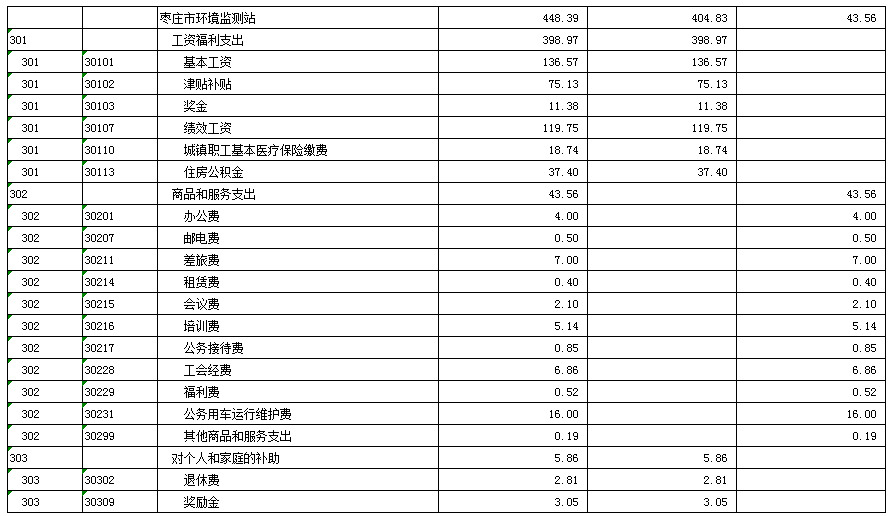 枣庄市环境监测站 448.39 404.83 43.56
301 工资福利支出 398.97 398.97
301 30101 基本工资 136.57 136.57
301 30102 津贴补贴 75.13 75.13
301 30103 奖金 11.38 11.38
301 30107 绩效工资 119.75 119.75
301 30110 城镇职工基本医疗保险缴费 18.74 18.74
301 30113 住房公积金 37.40 37.40
302 商品和服务支出 43.56 43.56
302 30201 办公费 4.00 4.00
302 30207 邮电费 0.50 0.50
302 30211 差旅费 7.00 7.00
302 30214 租赁费 0.40 0.40
302 30215 会议费 2.10 2.10
302 30216 培训费 5.14 5.14
302 30217 公务接待费 0.85 0.85
302 30228 工会经费 6.86 6.86
302 30229 福利费 0.52 0.52
302 30231 公务用车运行维护费 16.00 16.00
302 30299 其他商品和服务支出 0.19 0.19
303 对个人和家庭的补助 5.86 5.86
303 30302 退休费 2.81 2.81
303 30309 奖励金 3.05 3.05